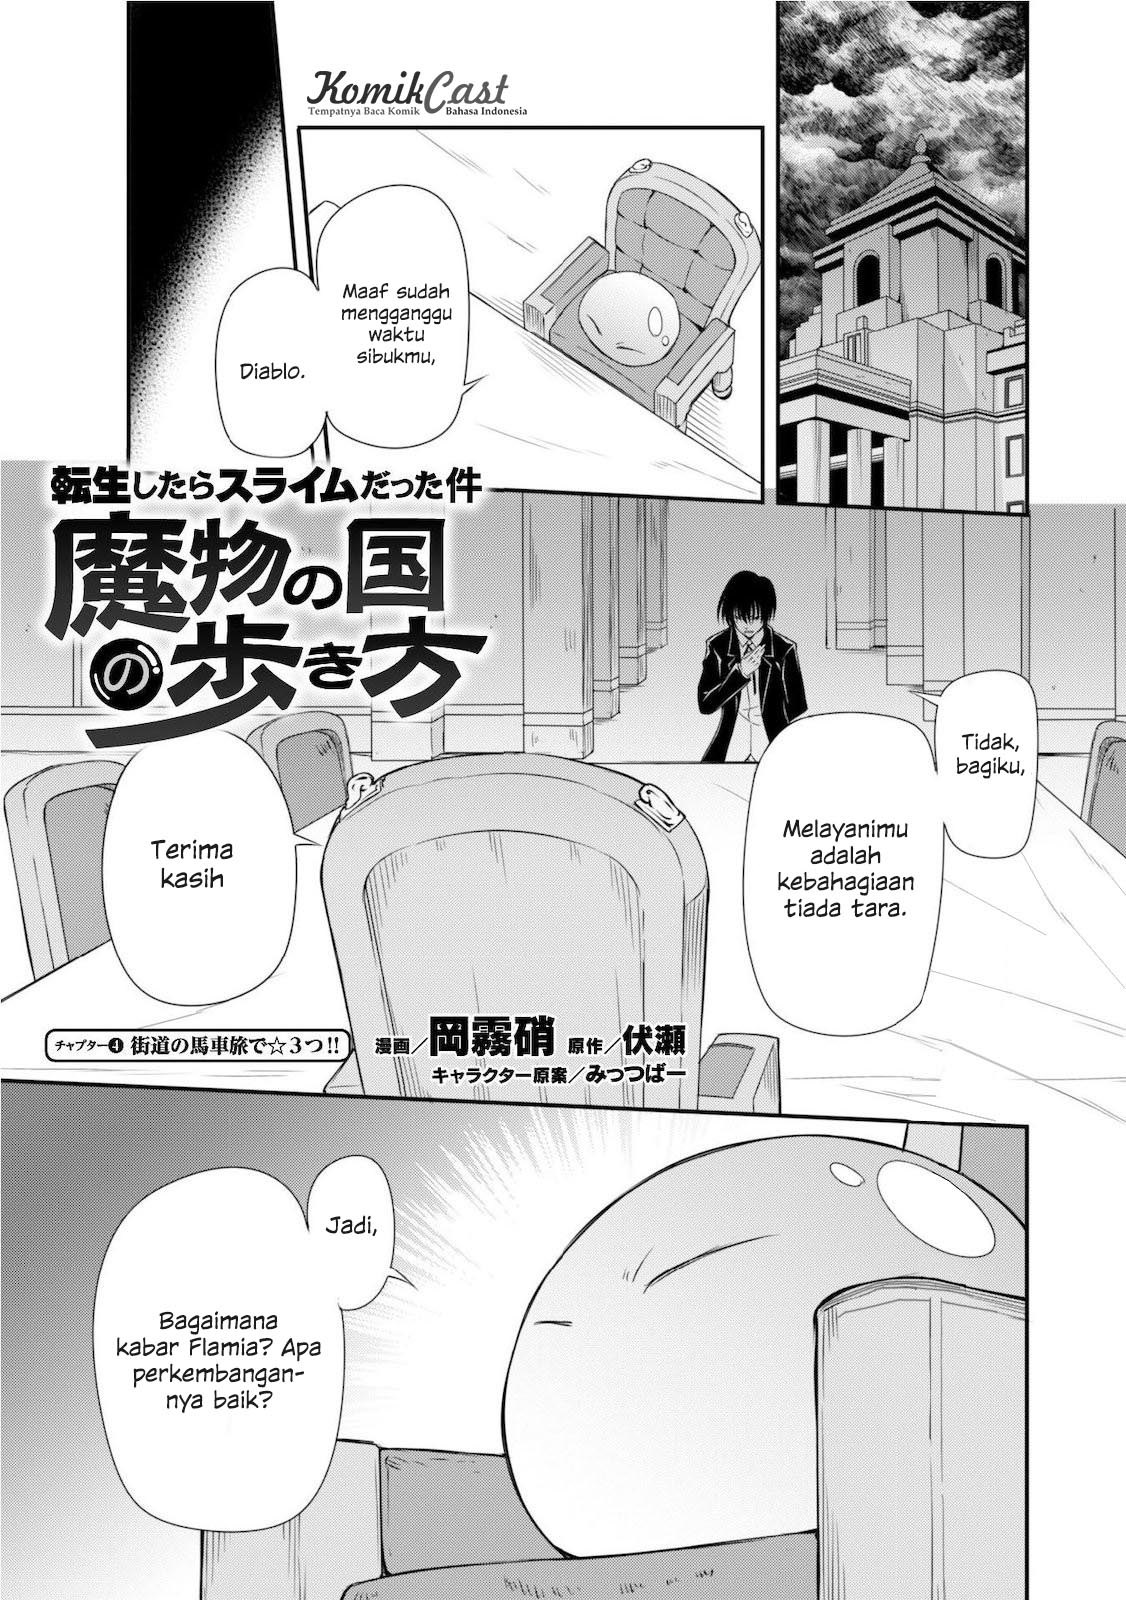 KomikCast
Tempatnya Baca Komik Bahasa Indonesia
Maaf sudah
mengganggu
waktu
sibukmu,
Diablo.
転生したらスライムだった件
魔物の国
の歩き方
Tidak,
bagiku,
Melayanimu
adalah
kebahagiaan
tiada tara.
Terima
kasih
チャプター❹ 街道の馬車旅で☆3つ!!
漫画／岡霧硝 原作／伏瀬
キャラクター原案／みっつばー
Jadi,
Bagaimana
kabar Flamia? Apa
perkembangan-
nya baik?